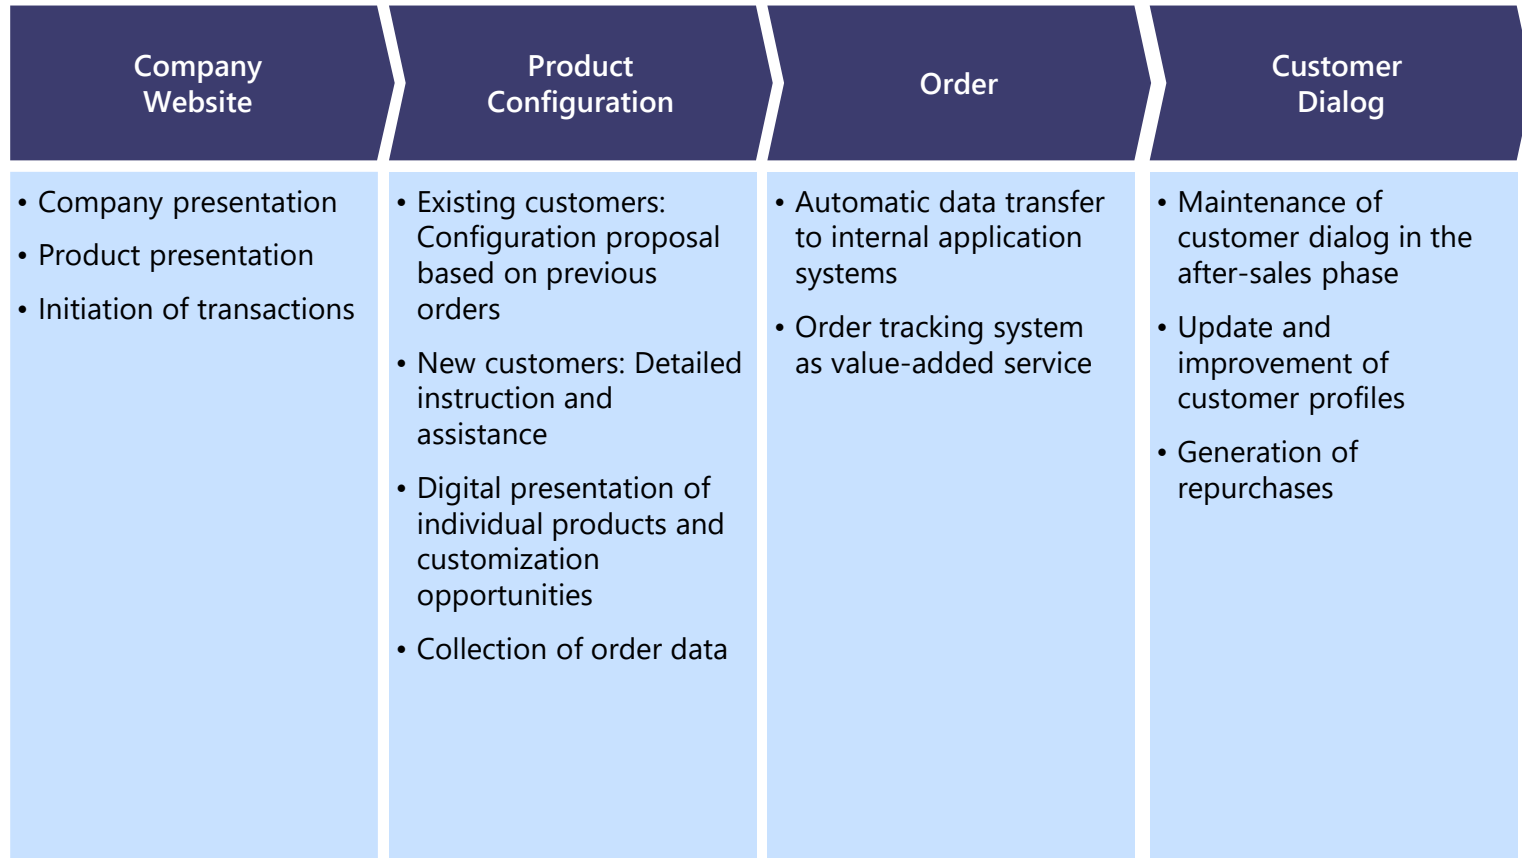 Company
Website
Product
Configuration
Order
Customer
Dialog
• Company presentation
• Product presentation
• Initiation of transactions
• Existing customers:
Configuration proposal
based on previous
orders
• New customers: Detailed
instruction and
assistance
• Digital presentation of
individual products and
customization
opportunities
• Collection of order data
• Automatic data transfer
to internal application
systems
• Order tracking system
as value-added service
• Maintenance of
customer dialog in the
after-sales phase
• Update and
improvement of
customer profiles
• Generation of
repurchases